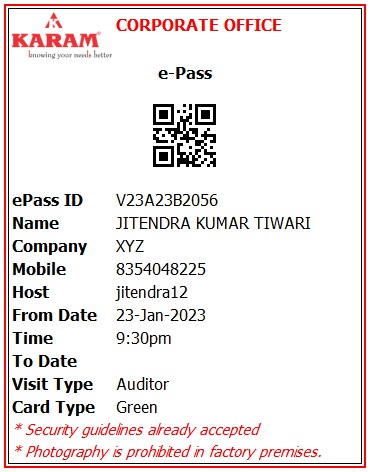 CORPORATE OFFICE
KARAM®
knowing your needs better
e-Pass
ePass ID V23A23B2056
Name JITENDRA KUMAR TIWARI
Company XYZ
Mobile 8354048225
Host jitendra12
From Date 23-Jan-2023
Time 9:30pm
To Date
Visit Type Auditor
Card Type Green
* Security guidelines already accepted
* Photography is prohibited in factory premises.